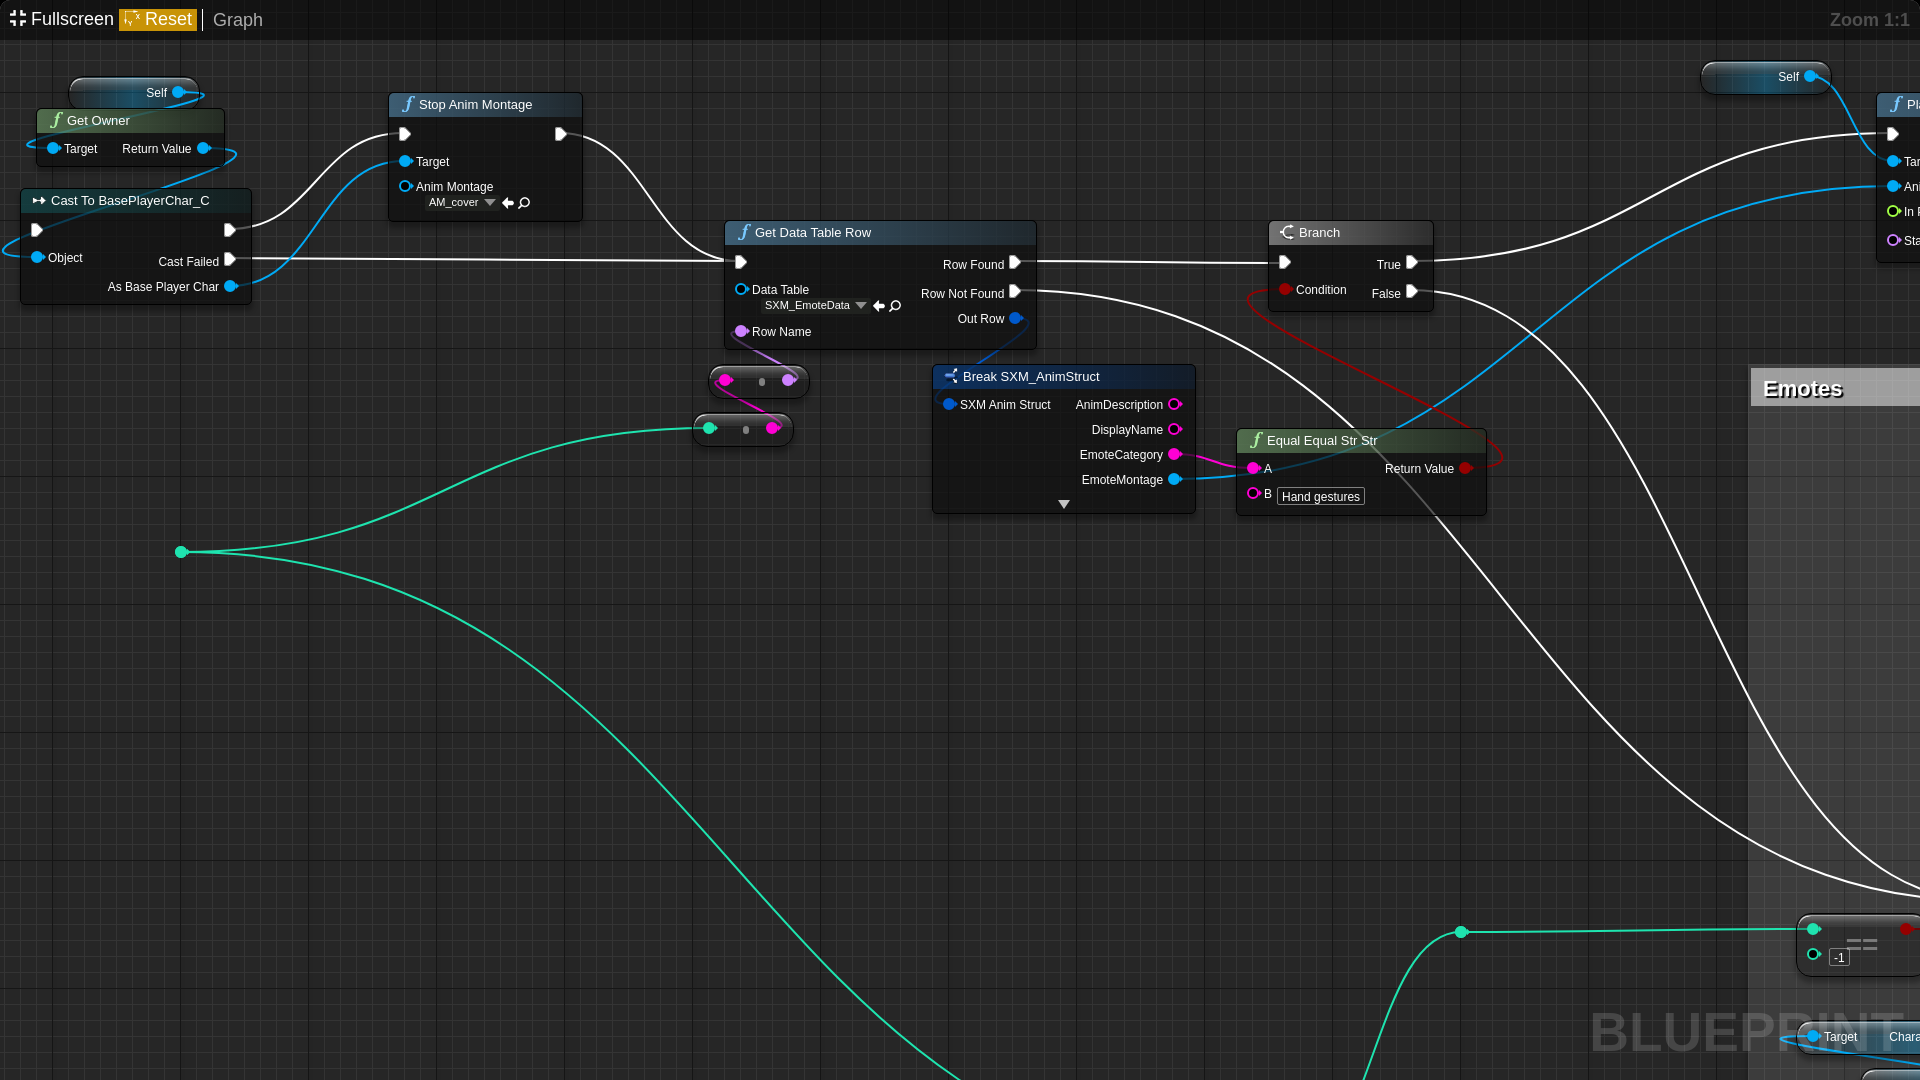 Fullscreen Reset Graph
Zoom 1:1
Self
Get Owner
Target Return Value
Cast To BasePlayerChar_C
Object
Cast Failed
As Base Player Char
Stop Anim Montage
Target
Anim Montage
AM_cover
Get Data Table Row
Row Found
Data Table
SXM_EmoteData
Row Not Found
Out Row
Row Name
Break SXM_AnimStruct
SXM Anim Struct
AnimDescription
DisplayName
EmoteCategory
EmoteMontage
Branch
True
Condition
False
Equal Equal Str Str
A
Return Value
B Hand gestures
Self
Pla
Tar
Ani
In P
Sta
Emotes
==
-1
BLUEPRINT
Target Chara